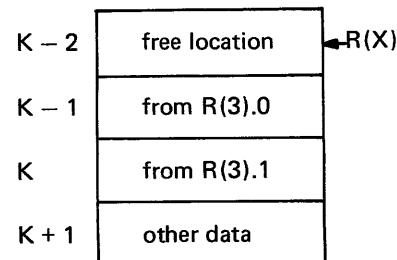 K – 2 free location R(X)
K – 1 from R(3).0
K from R(3).1
K + 1 other data